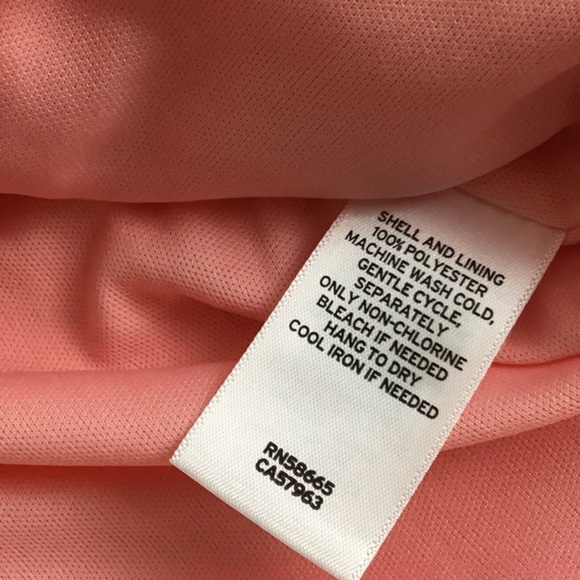 SHELL AND LINING
100% POLYESTER
MACHINE WASH COLD,
GENTLE CYCLE,
SEPARATELY
ONLY NON-CHLORINE
BLEACH IF NEEDED
HANG TO DRY
COOL IRON IF NEEDED
RN58665
CA57963